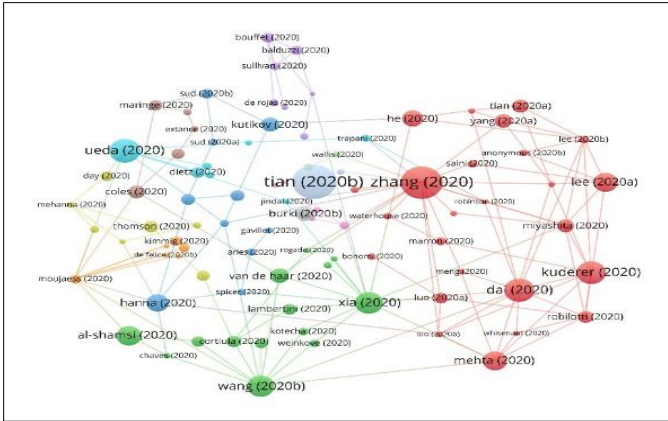 bouffet (2020)
balduzzi (2020)
sullivan (2020)
sud (2020b)
de rojas (2020)
maringe (2020)
tian (2020a)
he (2020)
yang (2020)
kutikov (2020)
extance (2020)
sud (2020a)
trapani (2020)
lee (2020b)
ueda (2020)
wallis (2020)
anonymous (2020b)
salnir (2020)
day (2020)
dietz (2020)
tian (2020b)
zhang (2020)
lee (2020a)
coles (2020)
mehanna (2020)
jindal (2020)
robinson (2020)
burki (2020b)
waterhouse (2020)
thomson (2020)
gavillet (2020)
miyashita (2020)
kimmig (2020)
marron (2020)
de felice (2020b)
aries (2020)
rogado (2020)
bonom (2020)
moujaess (2020)
van de haar (2020)
meng (2020)
kuderer (2020)
spicer (2020)
dai (2020)
hanna (2020)
xia (2020)
luo (2020a)
lambertini (2020)
robilotti (2020)
al-shamsi (2020)
kotecha (2020)
whisenant (2020)
cortiula (2020)
weinkove (2020)
chaves (2020)
mehta (2020)
wang (2020b)